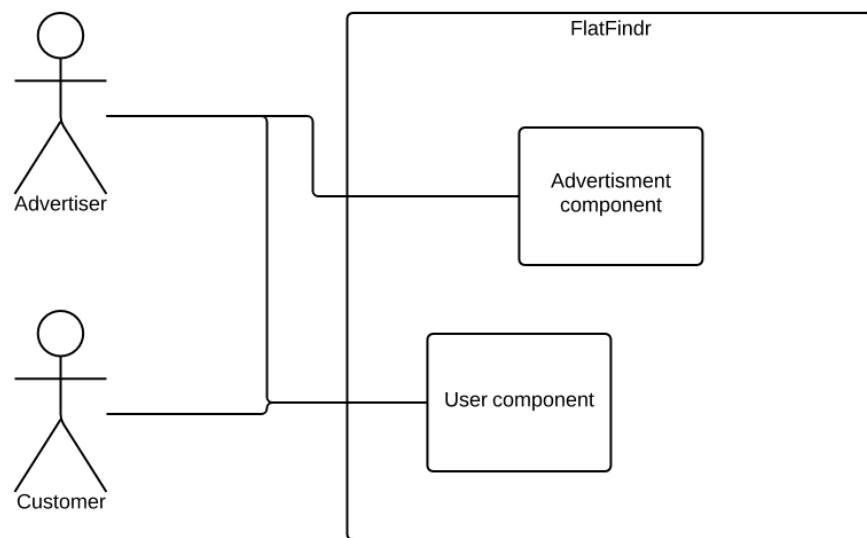 FlatFindr
Advertisment
component
Advertiser
User component
Customer